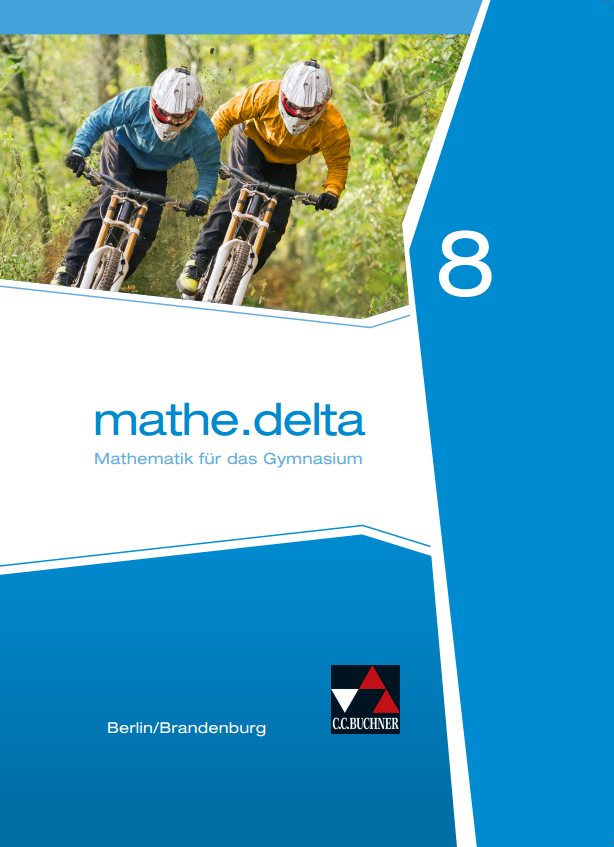 8
mathe.delta
Mathematik für das Gymnasium
Berlin/Brandenburg
C.C.BUCHNER